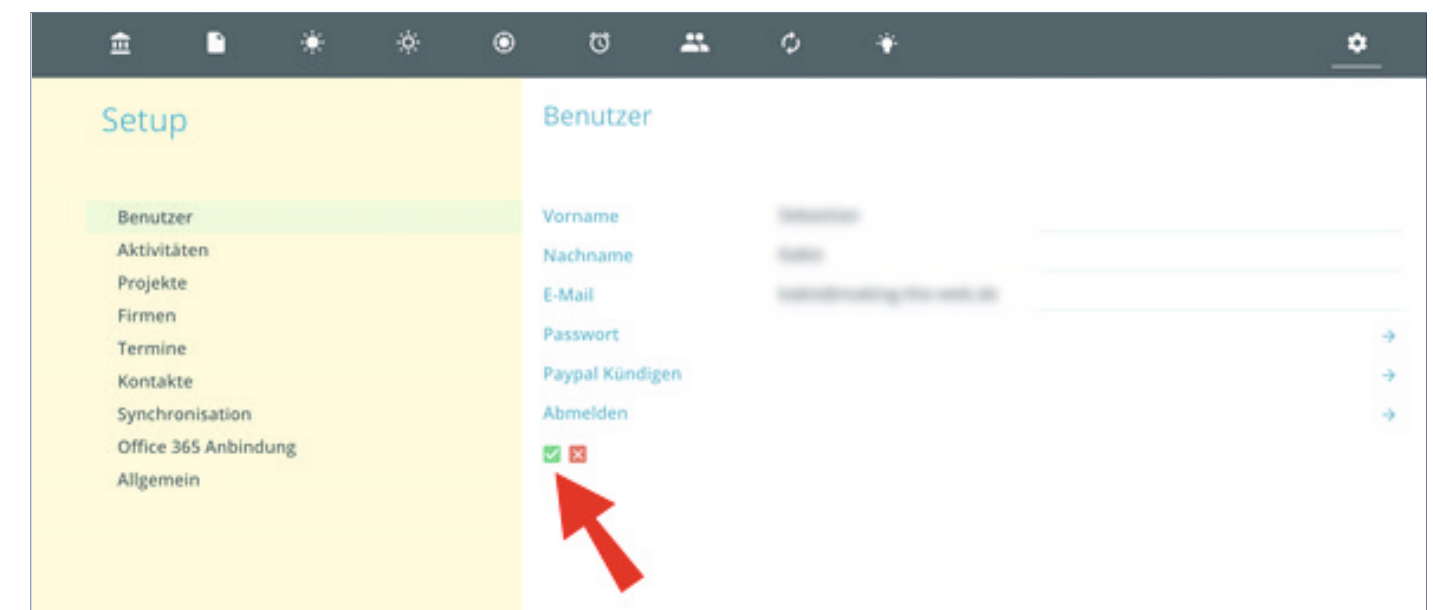 Setup
Benutzer
Aktivitäten
Projekte
Firmen
Termine
Kontakte
Synchronisation
Office 365 Anbindung
Allgemein
Benutzer
Vorname
Nachname
E-Mail
Passwort
Paypal Kündigen
Abmelden